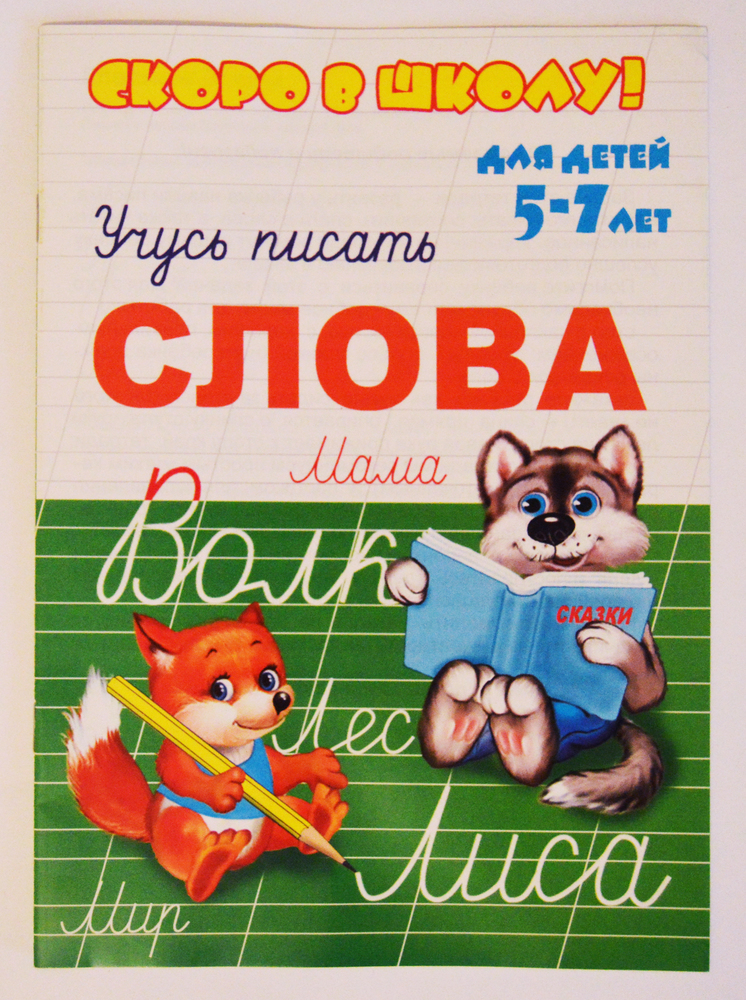 СКОРО В ШКОЛУ!
ДЛЯ ДЕТЕЙ
5-7 ЛЕТ
Учусь писать
СЛОВА
Мама
Волк
СКАЗКИ
Лес
Лиса
Мир